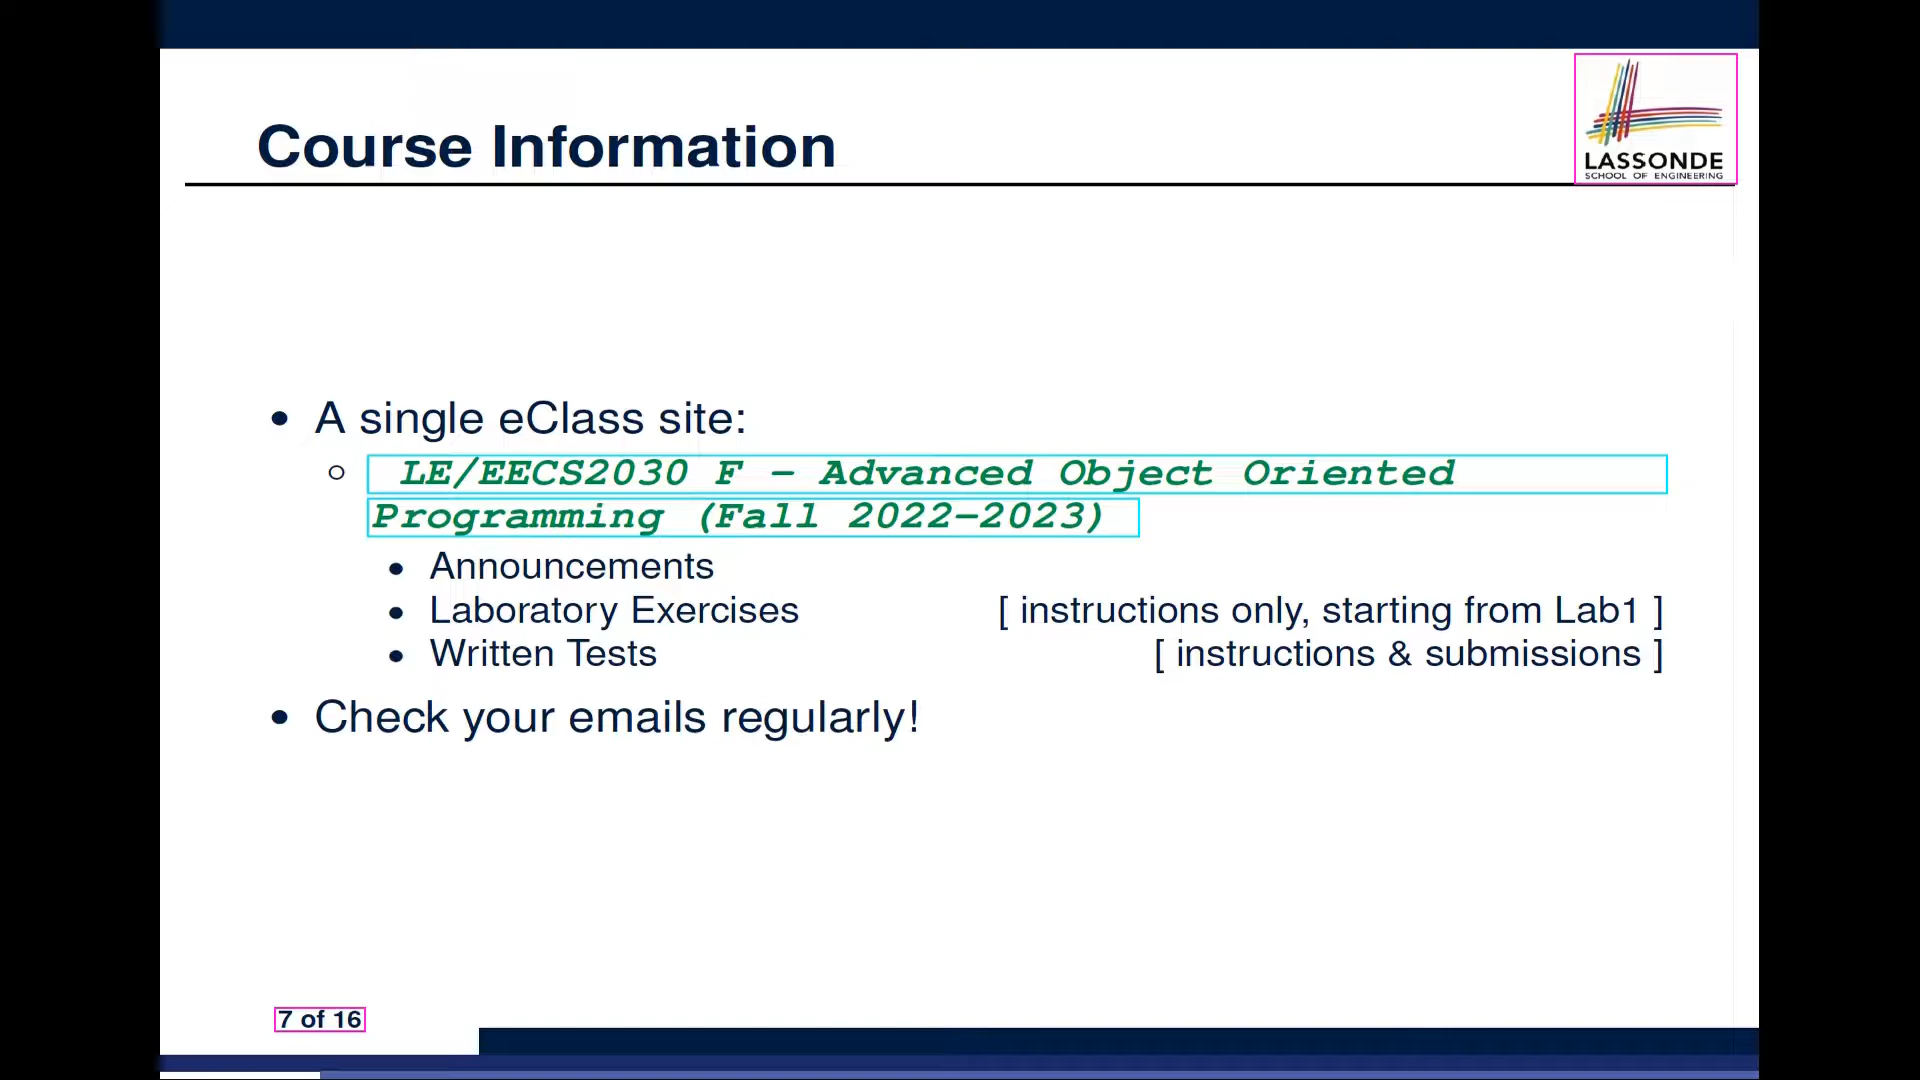 LASSONDE
SCHOOL OF ENGINEERING
Course Information
• A single eClass site:
○ LE/EECS2030 F - Advanced Object Oriented
Programming (Fall 2022-2023)
• Announcements
• Laboratory Exercises [ instructions only, starting from Lab1 ]
• Written Tests [ instructions & submissions ]
• Check your emails regularly!
7 of 16